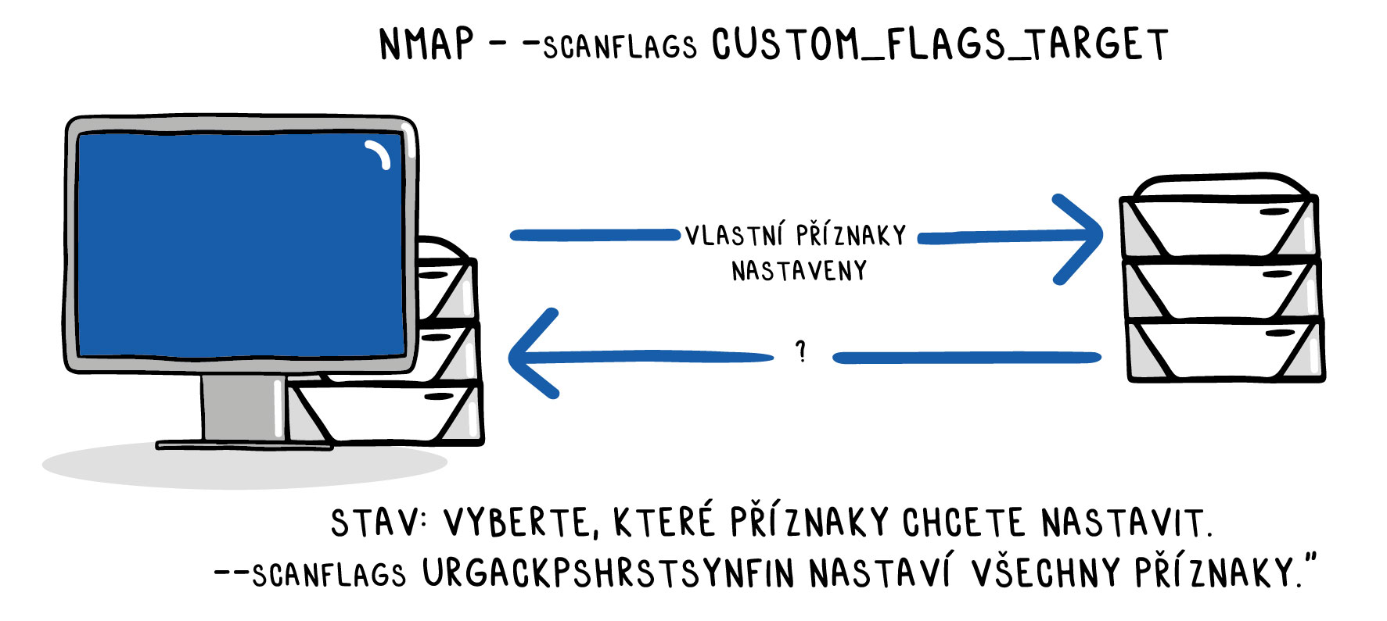 NMAP - -SCANFLAGS CUSTOM_FLAGS_TARGET
VLASTNÍ PŘÍZNAKY
NASTAVENY
?
STAV: VYBERTE, KTERÉ PŘÍZNAKY CHCETE NASTAVIT.
--SCANFLAGS URGACKPSHRSTSYNFIN NASTAVÍ VŠECHNY PŘÍZNAKY."